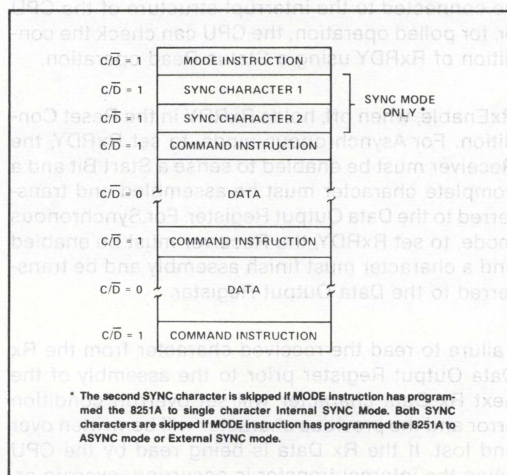 C/D̅ = 1 MODE INSTRUCTION
C/D̅ = 1 SYNC CHARACTER 1
SYNC MODE
ONLY *
C/D̅ = 1 SYNC CHARACTER 2
C/D̅ = 1 COMMAND INSTRUCTION
C/D̅ = 0 DATA
C/D̅ = 1 COMMAND INSTRUCTION
C/D̅ = 0 DATA
C/D̅ = 1 COMMAND INSTRUCTION
*The second SYNC character is skipped if MODE instruction has program-
med the 8251A to single character Internal SYNC Mode. Both SYNC
characters are skipped if MODE instruction has programmed the 8251A to
ASYNC mode or External SYNC mode.